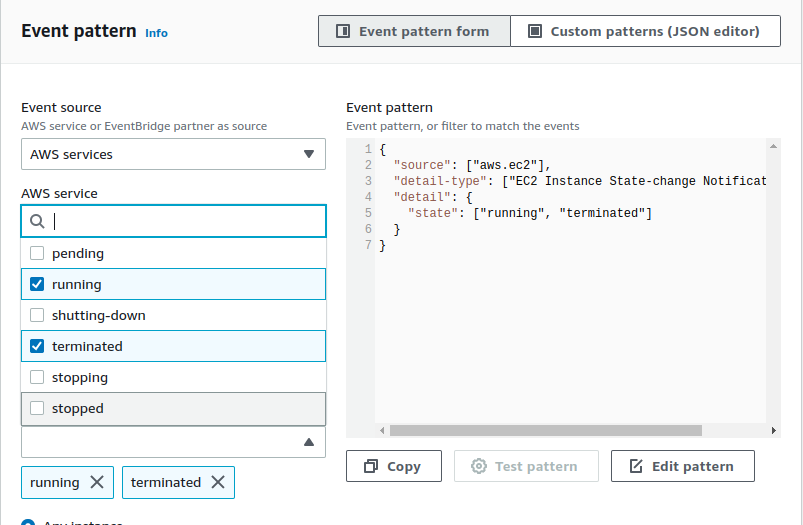 Event pattern Info
Event pattern form
Custom patterns (JSON editor)
Event source
AWS service or EventBridge partner as source
AWS services
AWS service
pending
running
shutting-down
terminated
stopping
stopped
running
terminated
Any instance
Event pattern
Event pattern, or filter to match the events
1 {
2 "source": ["aws.ec2"],
3 "detail-type": ["EC2 Instance State-change Notificat
4 "detail": {
5 "state": ["running", "terminated"]
6 }
7 }
Copy
Test pattern
Edit pattern